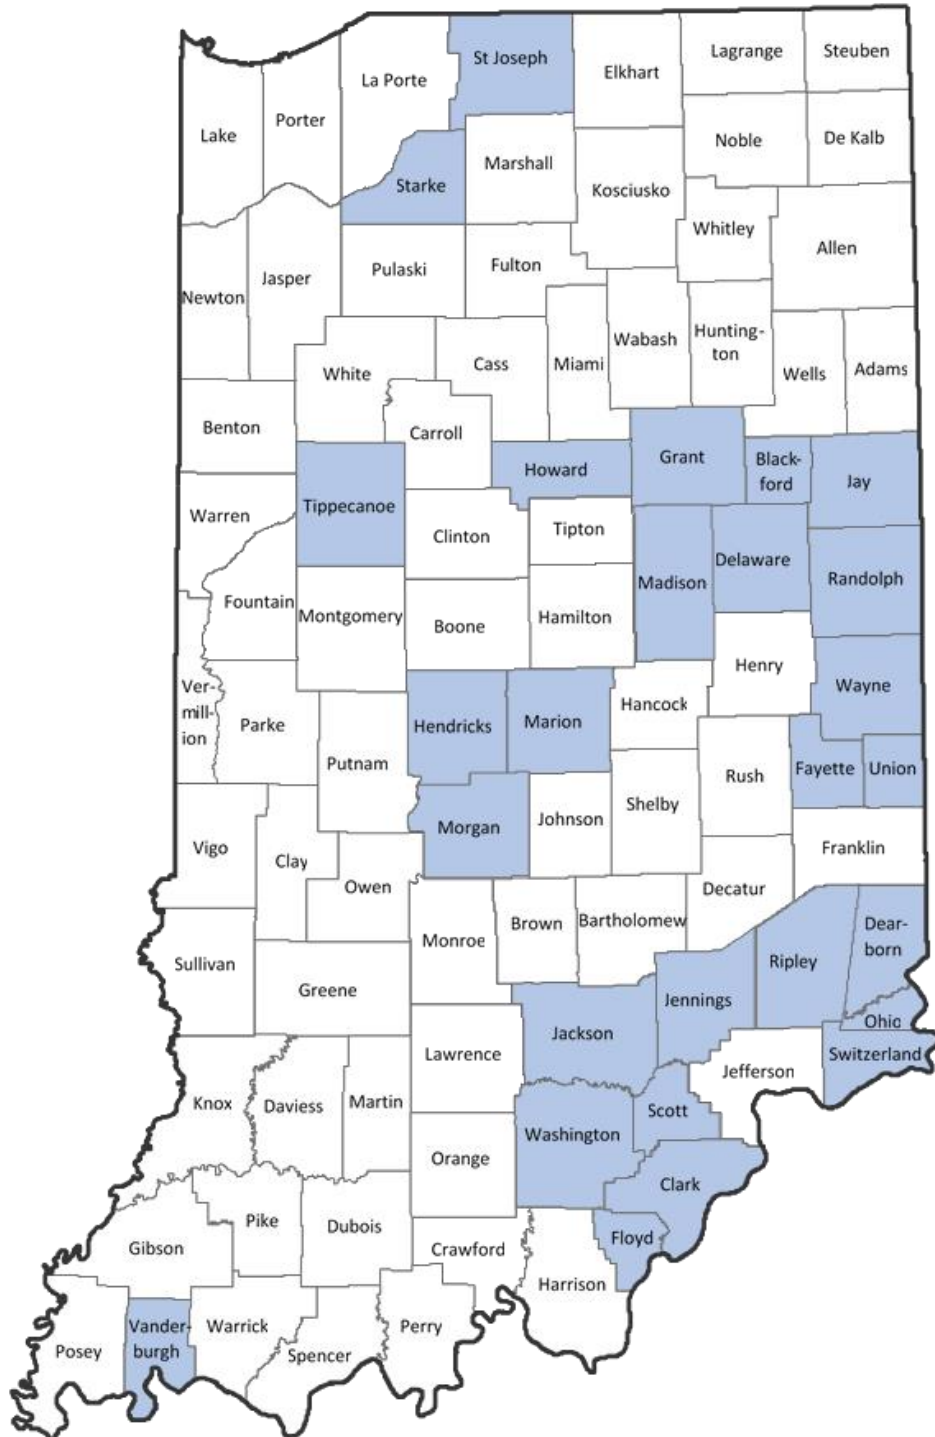 St Joseph
Lagrange
Steuben
La Porte
Elkhart
Lake
Porter
Noble
De Kalb
Marshall
Starke
Kosciusko
Whitley
Allen
Jasper
Pulaski
Fulton
Newton
Wabash
Hunting-
ton
White
Cass
Miami
Wells
Adams
Benton
Carroll
Howard
Grant
Black-
ford
Jay
Warren
Tippecanoe
Clinton
Tipton
Madison
Delaware
Randolph
Fountain
Montgomery
Boone
Hamilton
Henry
Wayne
Ver-
mill-
ion
Parke
Putnam
Hendricks
Marion
Hancock
Rush
Fayette
Union
Vigo
Clay
Owen
Morgan
Johnson
Shelby
Franklin
Decatur
Sullivan
Greene
Monroe
Brown
Bartholomew
Ripley
Dear-
born
Jennings
Jackson
Lawrence
Ohio
Switzerland
Jefferson
Knox
Daviess
Martin
Orange
Washington
Scott
Clark
Gibson
Pike
Dubois
Crawford
Floyd
Harrison
Posey
Vander-
burgh
Warrick
Spencer
Perry